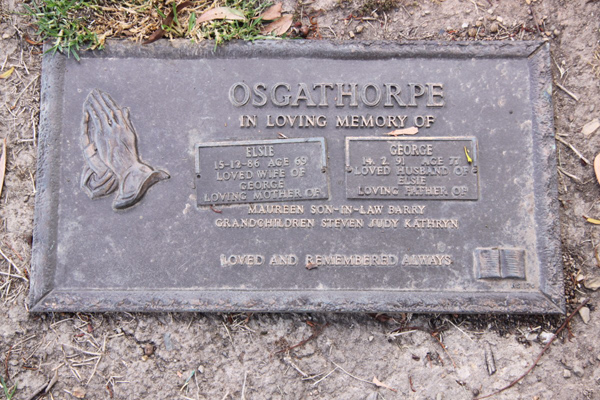 OSGATHORPE
IN LOVING MEMORY OF
ELSIE
15-12-86 AGE 69
LOVED WIFE OF
GEORGE
LOVING MOTHER OF
GEORGE
14. 2. 91 AGE 77
LOVED HUSBAND OF
ELSIE
LOVING FATHER OF
MAUREEN SON-IN-LAW BARRY
GRANDCHILDREN STEVEN JUDY KATHRYN
LOVED AND REMEMBERED ALWAYS